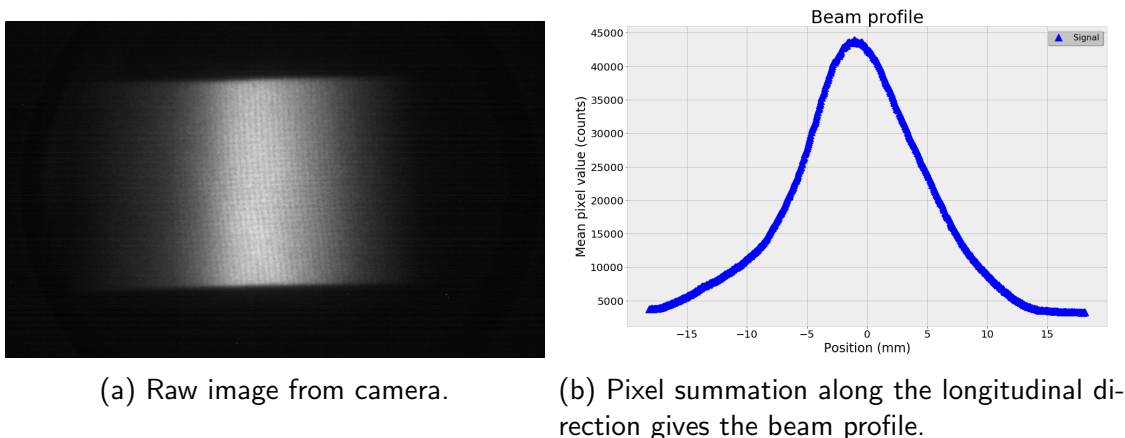 Beam profile
Signal
45000
40000
35000
30000
25000
20000
15000
10000
5000
Mean pixel value (counts)
−15
−10
−5
0
5
10
15
Position (mm)
(a) Raw image from camera.
(b) Pixel summation along the longitudinal di-
rection gives the beam profile.